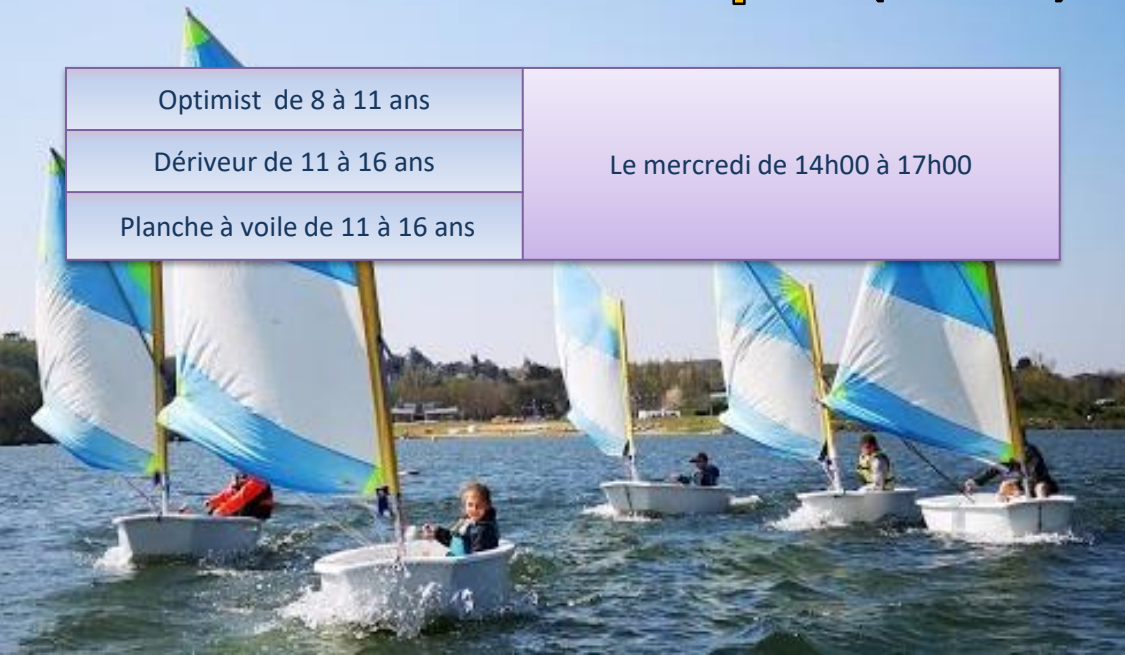 Optimist de 8 à 11 ans
Dériveur de 11 à 16 ans
Planche à voile de 11 à 16 ans
Le mercredi de 14h00 à 17h00